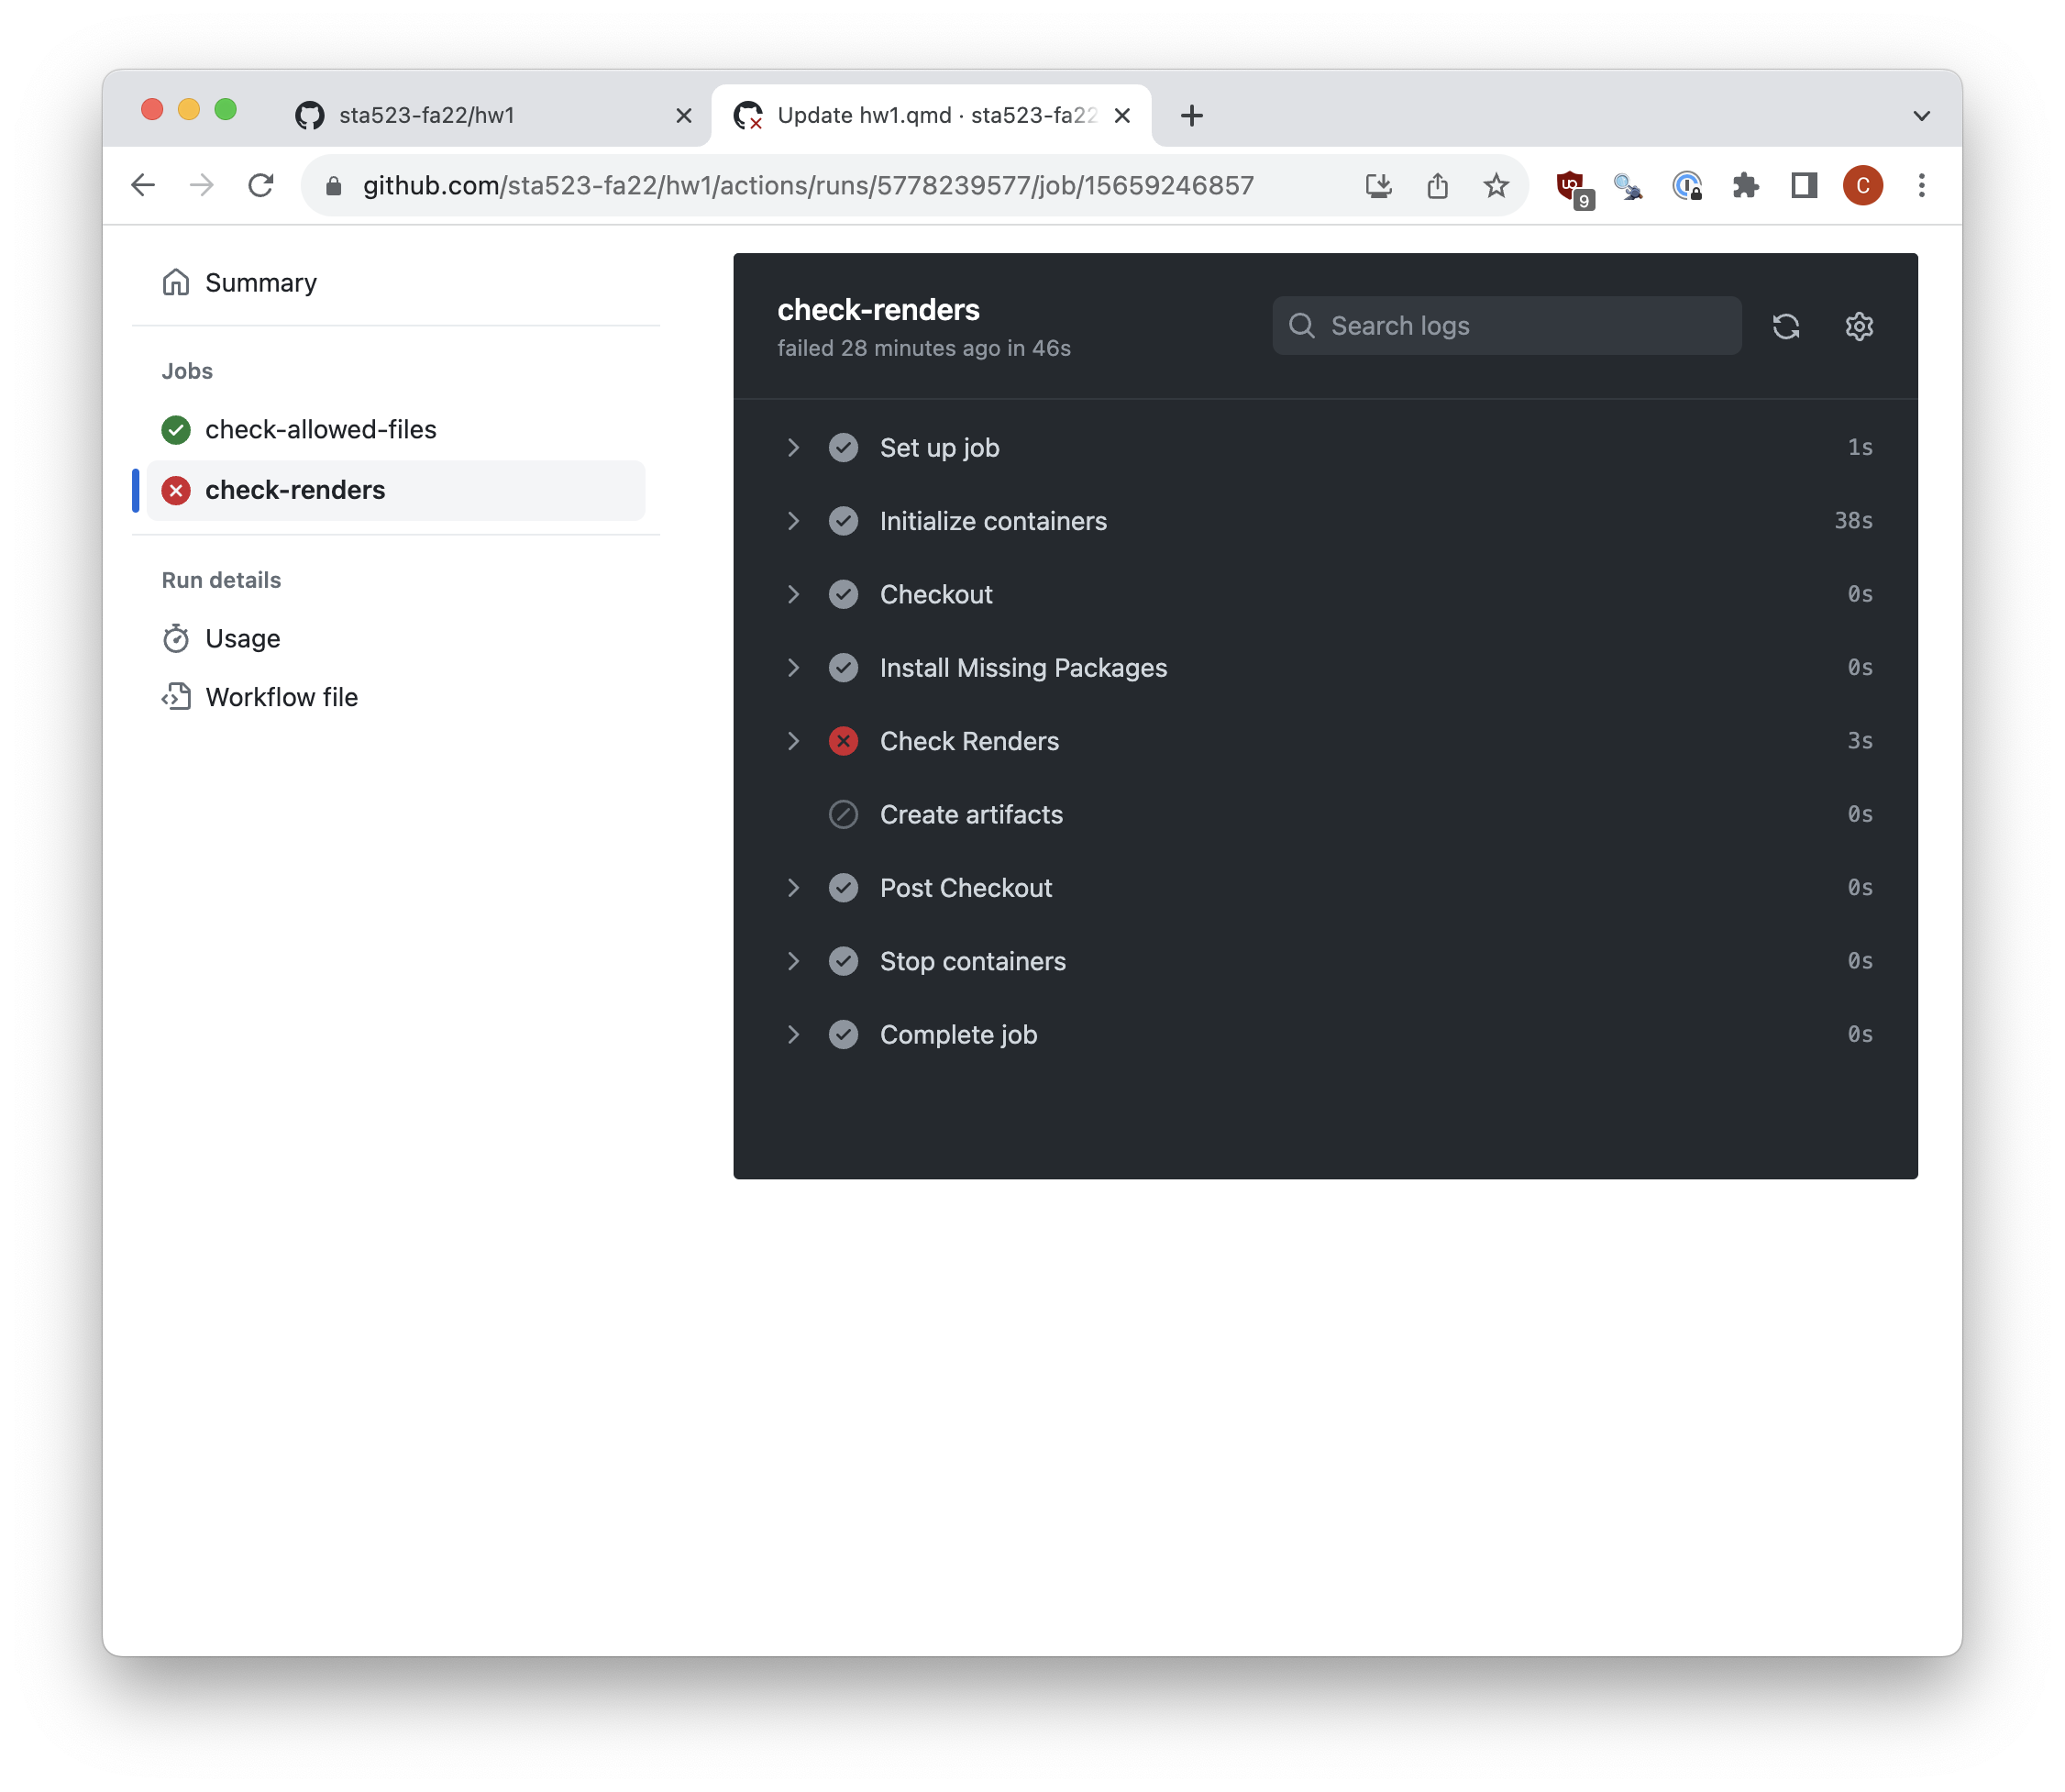 sta523-fa22/hw1
Update hw1.qmd · sta523-fa22
github.com/sta523-fa22/hw1/actions/runs/5778239577/job/15659246857
9
C
Summary
Jobs
check-allowed-files
check-renders
Run details
Usage
Workflow file
check-renders
failed 28 minutes ago in 46s
Search logs
Set up job 1s
Initialize containers 38s
Checkout 0s
Install Missing Packages 0s
Check Renders 3s
Create artifacts 0s
Post Checkout 0s
Stop containers 0s
Complete job 0s